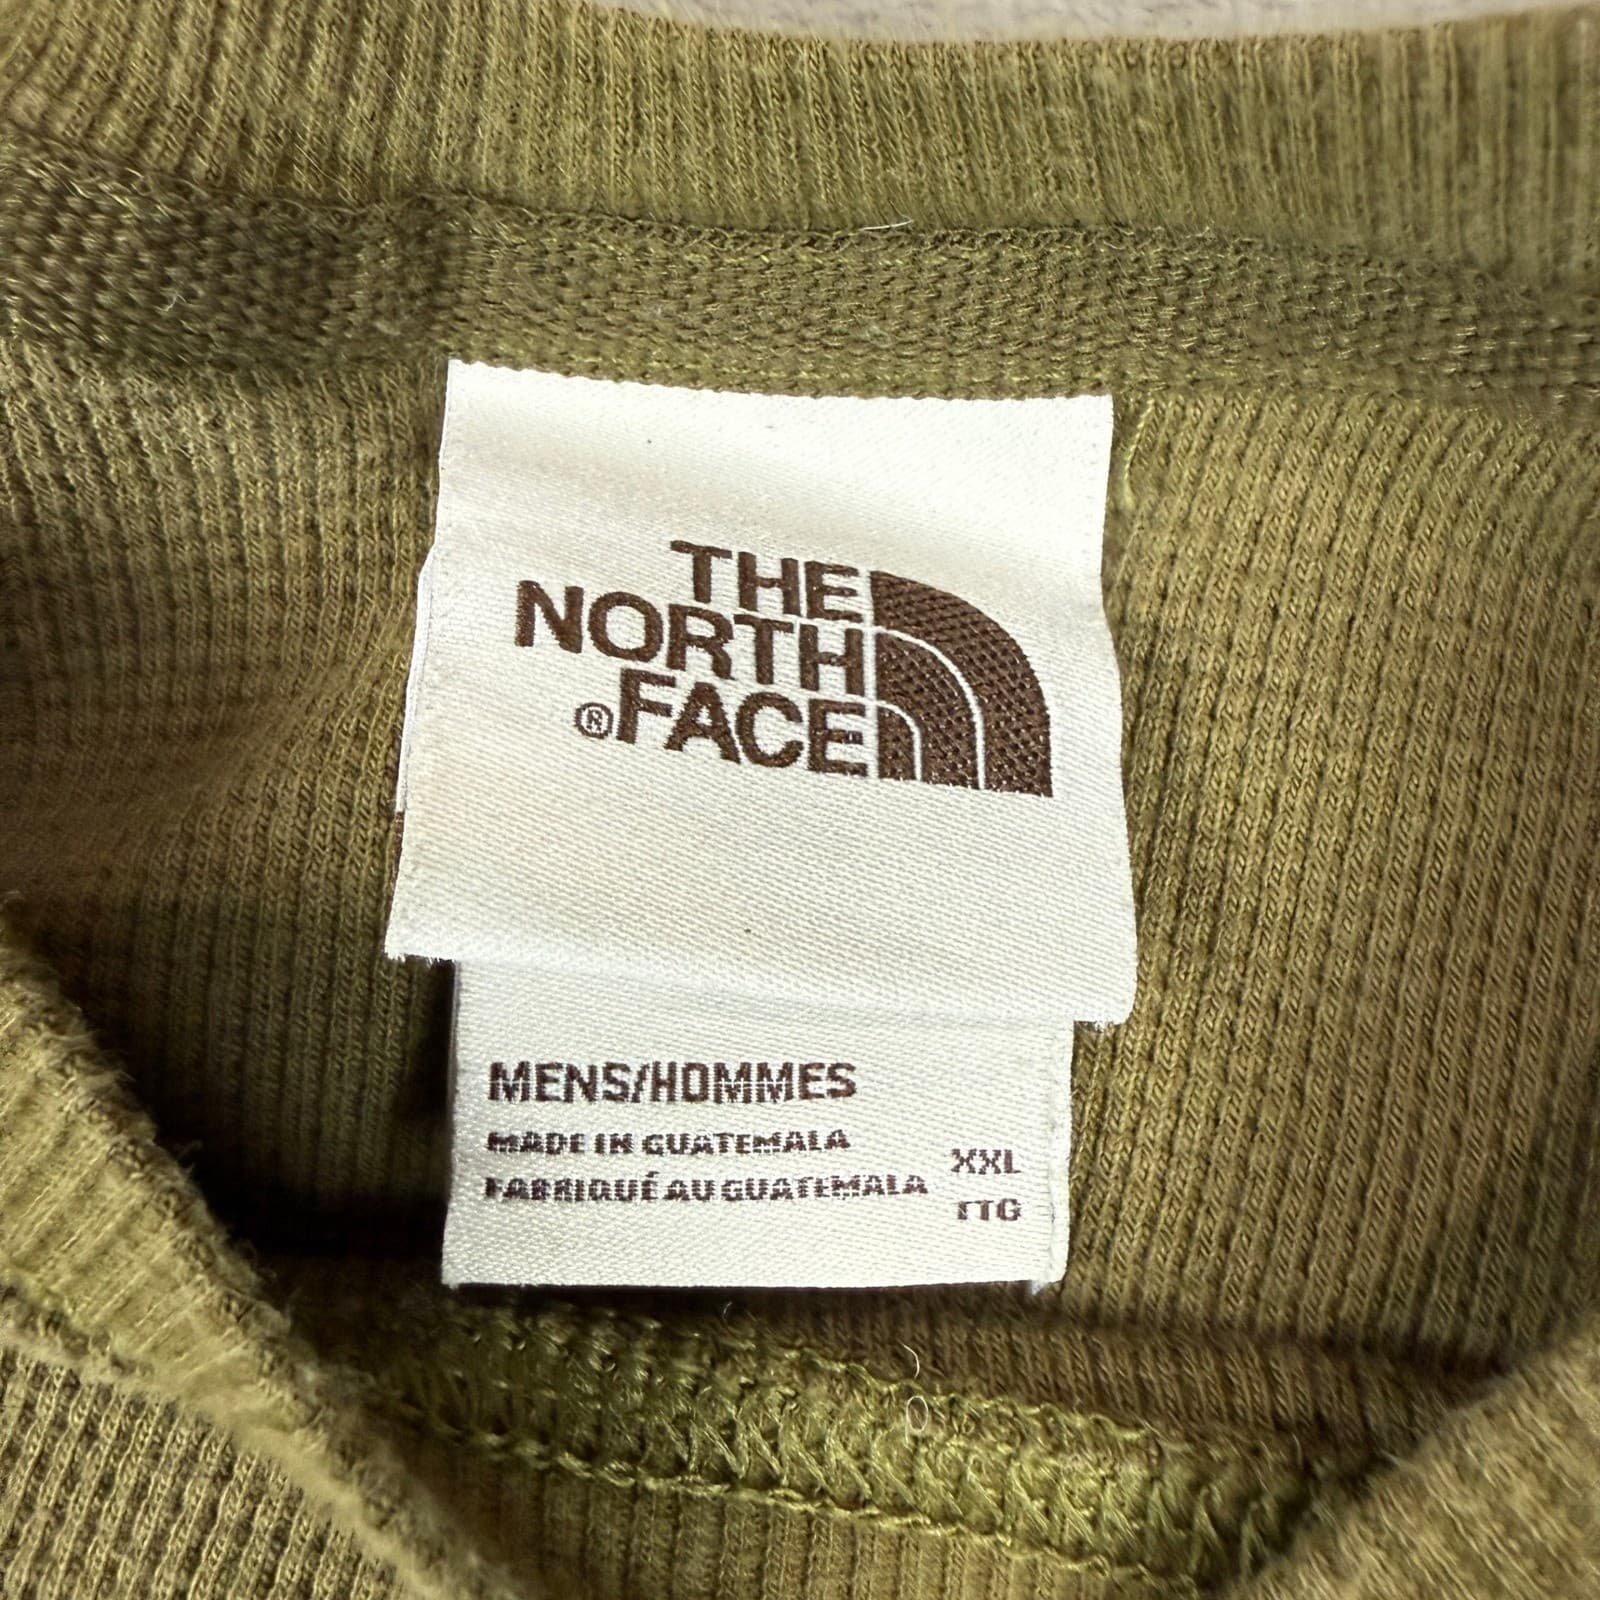 THE
NORTH
®FACE
MENS/HOMMES
MADE IN GUATEMALA
FABRIQUÉ AU GUATEMALA
XXL
TTG